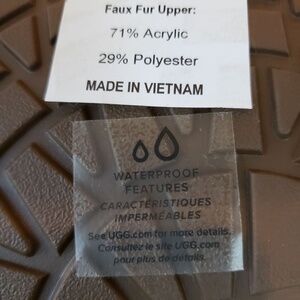 Faux Fur Upper:
71% Acrylic
29% Polyester
MADE IN VIETNAM
WATERPROOF
FEATURES
CARACTÉRISTIQUES
IMPERMÉABLES
See UGG.com for more details.
Consultez le site UGG.com
pour plus de détails.